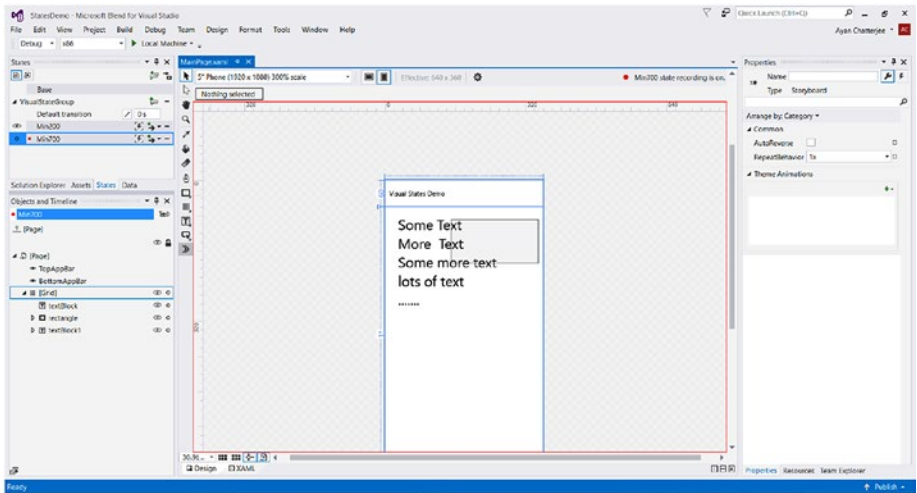 StatesDemo - Microsoft Blend for Visual Studio
Quick Launch (Ctrl+Q)
File Edit View Project Build Debug Team Design Format Tools Window Help
Ayan Chatterjee
AC
Debug x86 Local Machine
States
MainPage.xaml
Properties
5" Phone (1920 x 1080) 300% scale
Effective: 640 x 360
Min700 state recording is on.
Nothing selected
Name
Type Storyboard
Base
VisualStateGroup
Default transition 0 s
Min200
Min700
Arrange by: Category
Common
AutoReverse
RepeatBehavior 1x
Theme Animations
Solution Explorer Assets States Data
Objects and Timeline
Min700
[Page]
[Page]
TopAppBar
BottomAppBar
[Grid]
textBlock
rectangle
textBlock1
0
320
640
Visual States Demo
Some Text
More Text
Some more text
lots of text
.......
Design XAML
Properties Resources Team Explorer
Ready
Publish